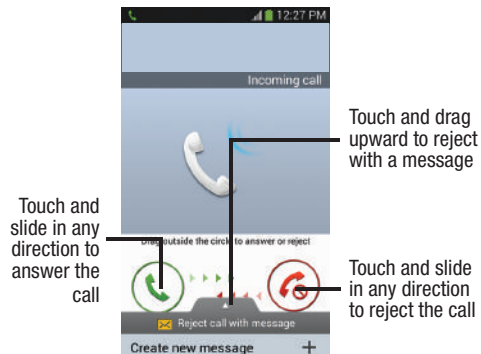 12:27 PM
Incoming call
Touch and drag
upward to reject
with a message
Touch and
slide in any
direction to
answer the
call
Drag outside the circle to answer or reject
Touch and slide
in any direction
to reject the call
Reject call with message
Create new message +